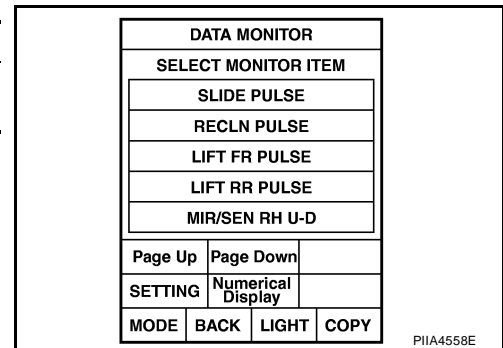 DATA MONITOR
SELECT MONITOR ITEM
SLIDE PULSE
RECLN PULSE
LIFT FR PULSE
LIFT RR PULSE
MIR/SEN RH U-D
Page Up Page Down
SETTING Numerical Display
MODE BACK LIGHT COPY
PIIA4558E